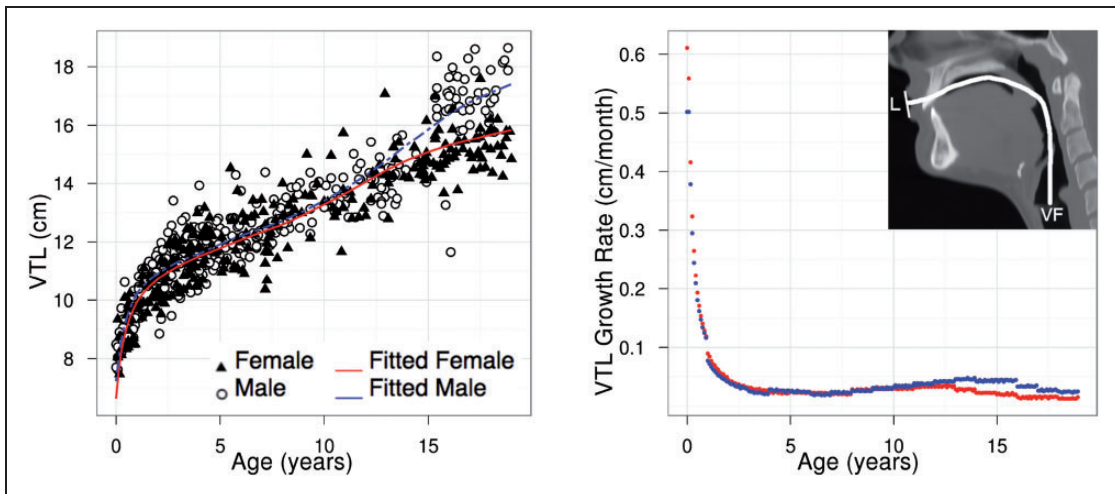 18
16
14
12
10
8
VTL (cm)
Female
Fitted Female
Male
Fitted Male
0
5
10
15
Age (years)
0.6
0.5
0.4
0.3
0.2
0.1
VTL Growth Rate (cm/month)
L
VF
0
5
10
15
Age (years)